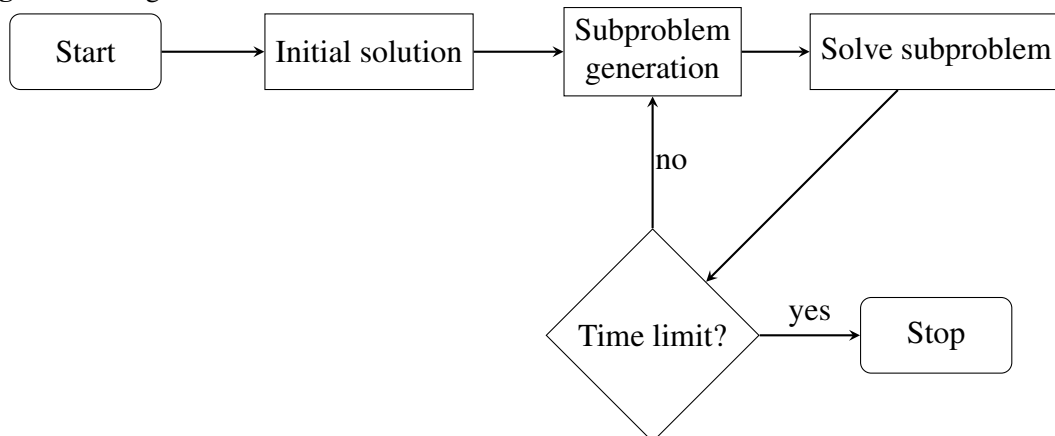 Start
Initial solution
Subproblem
generation
Solve subproblem
no
Time limit?
yes
Stop